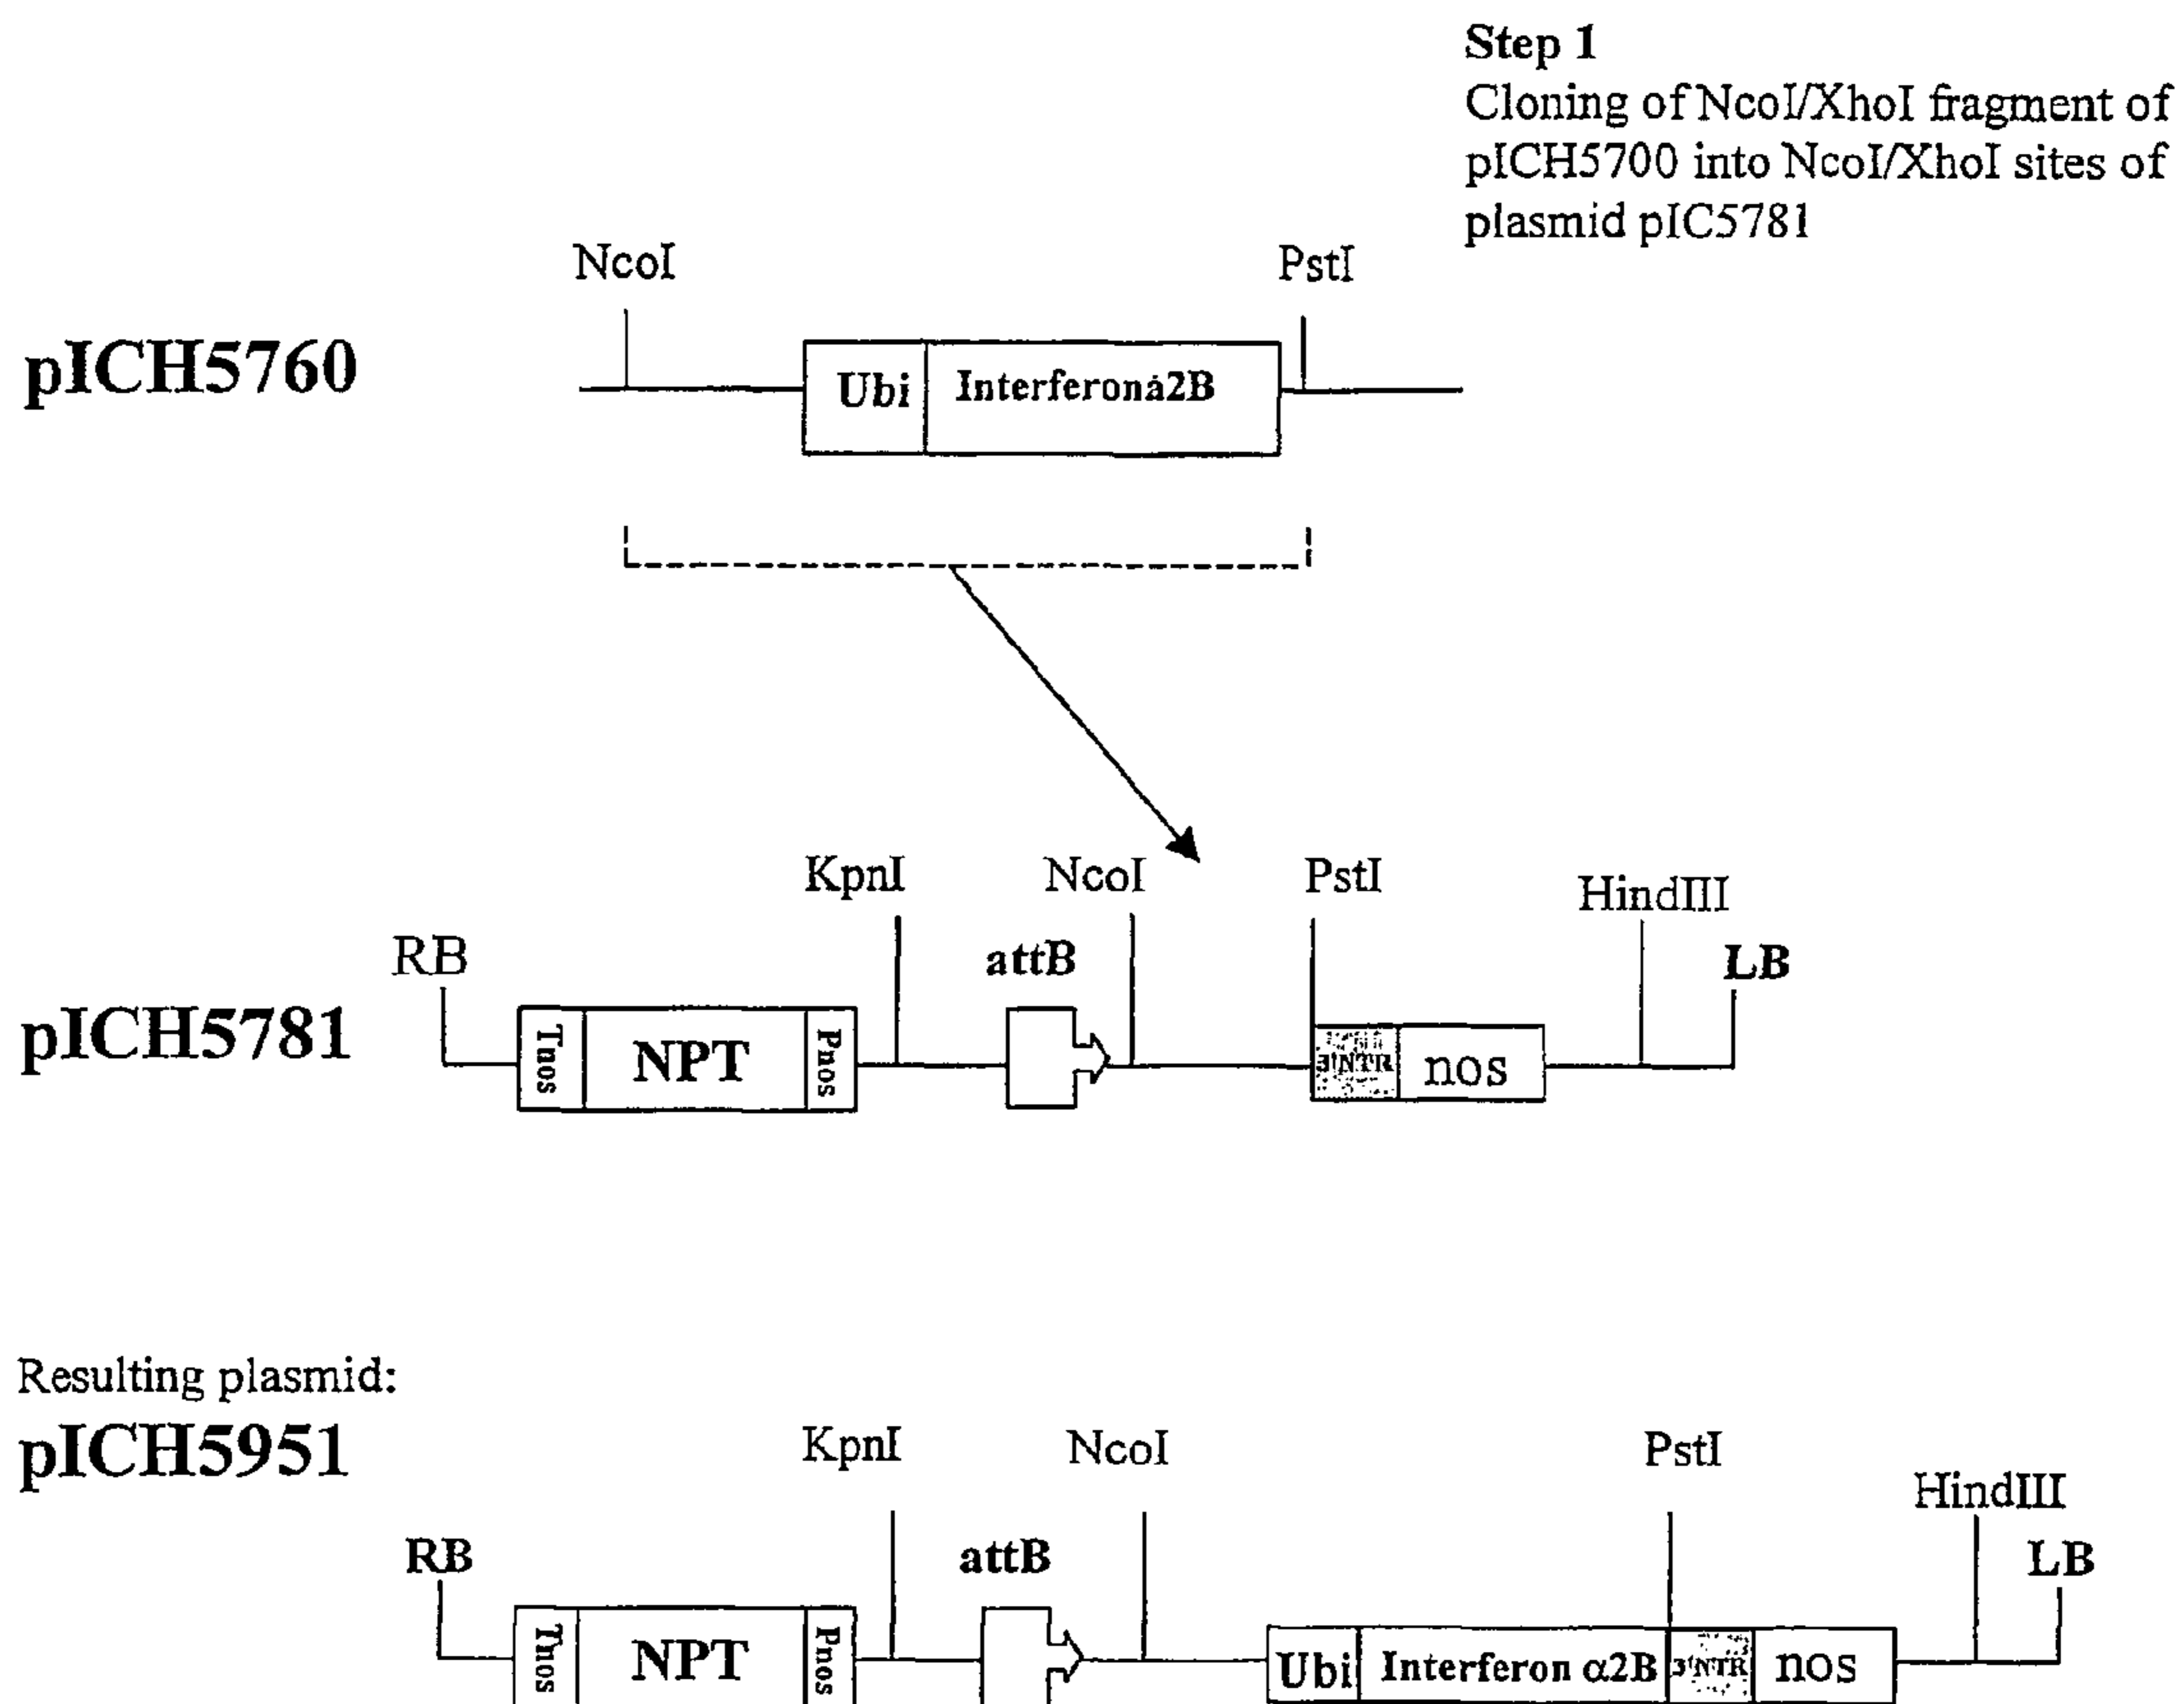 Step 1
Cloning of NcoI/XhoI fragment of
pICH5700 into NcoI/XhoI sites of
plasmid pIC5781
NcoI
PstI
pICH5760
Ubi
Interferoná2B
KpnI
NcoI
PstI
HindIII
RB
attB
LB
pICH5781
Tnos
NPT
Pnos
3'NTR
nos
Resulting plasmid:
pICH5951
KpnI
NcoI
PstI
HindIII
RB
attB
LB
Tnos
NPT
Pnos
Ubi
Interferon α2B
3'NTR
nos